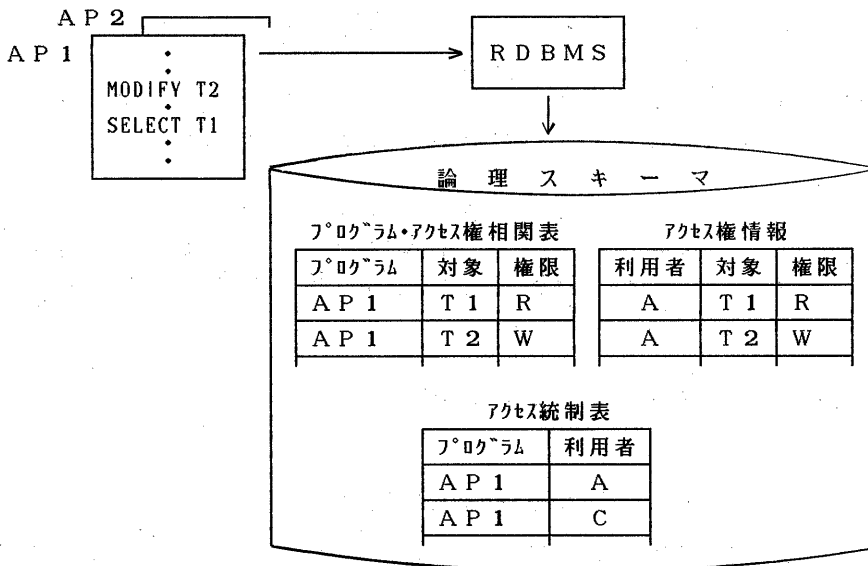 AP2
AP1
MODIFY T2
SELECT T1
RDBMS
論理スキーマ
プログラム・アクセス権相関表
プログラム 対象 権限
AP1 T1 R
AP1 T2 W
アクセス権情報
利用者 対象 権限
A T1 R
A T2 W
アクセス統制表
プログラム 利用者
AP1 A
AP1 C